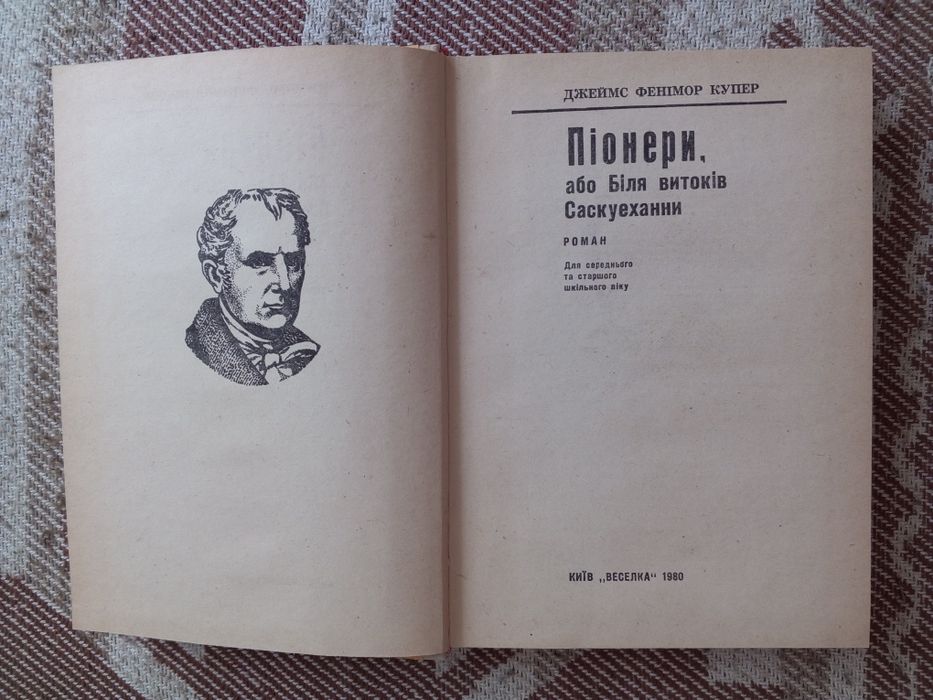 ДЖЕЙМС ФЕНІМОР КУПЕР
Піонери,
або Біля витоків
Саскуеханни
РОМАН
Для середнього
та старшого
шкільного віку
КИЇВ „ВЕСЕЛКА“ 1980